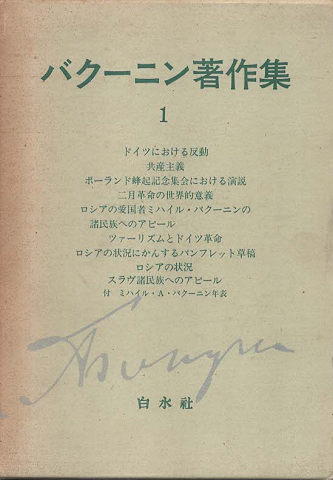 バクーニン著作集
1
ドイツにおける反動
共産主義
ポーランド蜂起記念集会における演説
二月革命の世界的意義
ロシアの愛国者ミハイル・バクーニンの
諸民族へのアピール
ツァーリズムとドイツ革命
ロシアの状況にかんするパンフレット草稿
ロシアの状況
スラヴ諸民族へのアピール
付 ミハイル・A・バクーニン年表
白水社